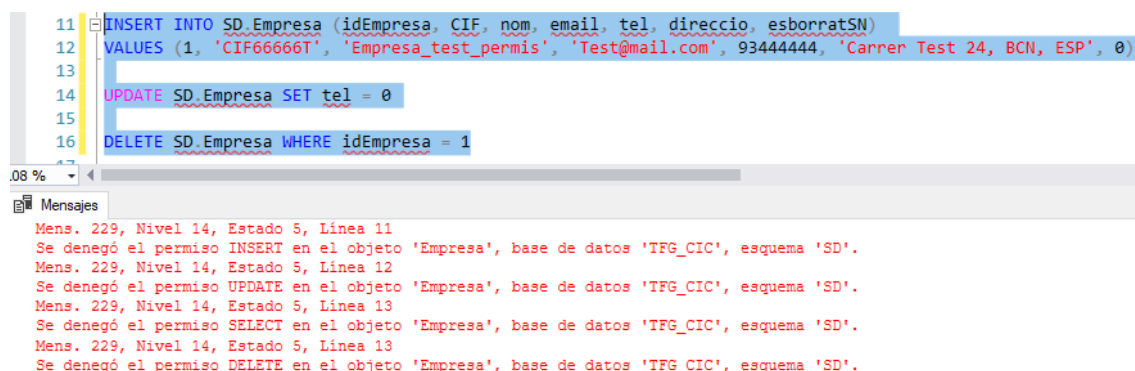 11 INSERT INTO SD.Empresa (idEmpresa, CIF, nom, email, tel, direccio, esborratSN)
12 VALUES (1, 'CIF66666T', 'Empresa_test_permis', 'Test@mail.com', 93444444, 'Carrer Test 24, BCN, ESP', 0)
13
14 UPDATE SD.Empresa SET tel = 0
15
16 DELETE SD.Empresa WHERE idEmpresa = 1
17
.08 %
Mensajes
Mens. 229, Nivel 14, Estado 5, Línea 11
Se denegó el permiso INSERT en el objeto 'Empresa', base de datos 'TFG_CIC', esquema 'SD'.
Mens. 229, Nivel 14, Estado 5, Línea 12
Se denegó el permiso UPDATE en el objeto 'Empresa', base de datos 'TFG_CIC', esquema 'SD'.
Mens. 229, Nivel 14, Estado 5, Línea 13
Se denegó el permiso SELECT en el objeto 'Empresa', base de datos 'TFG_CIC', esquema 'SD'.
Mens. 229, Nivel 14, Estado 5, Línea 13
Se denegó el permiso DELETE en el objeto 'Empresa', base de datos 'TFG_CIC', esquema 'SD'.